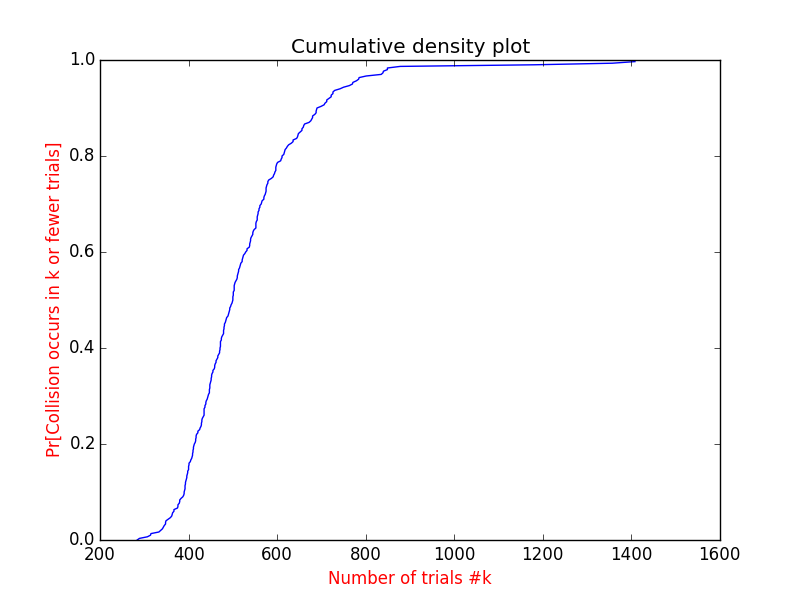 Cumulative density plot
1.0
0.8
0.6
0.4
0.2
0.0
Pr[Collision occurs in k or fewer trials]
200 400 600 800 1000 1200 1400 1600
Number of trials #k